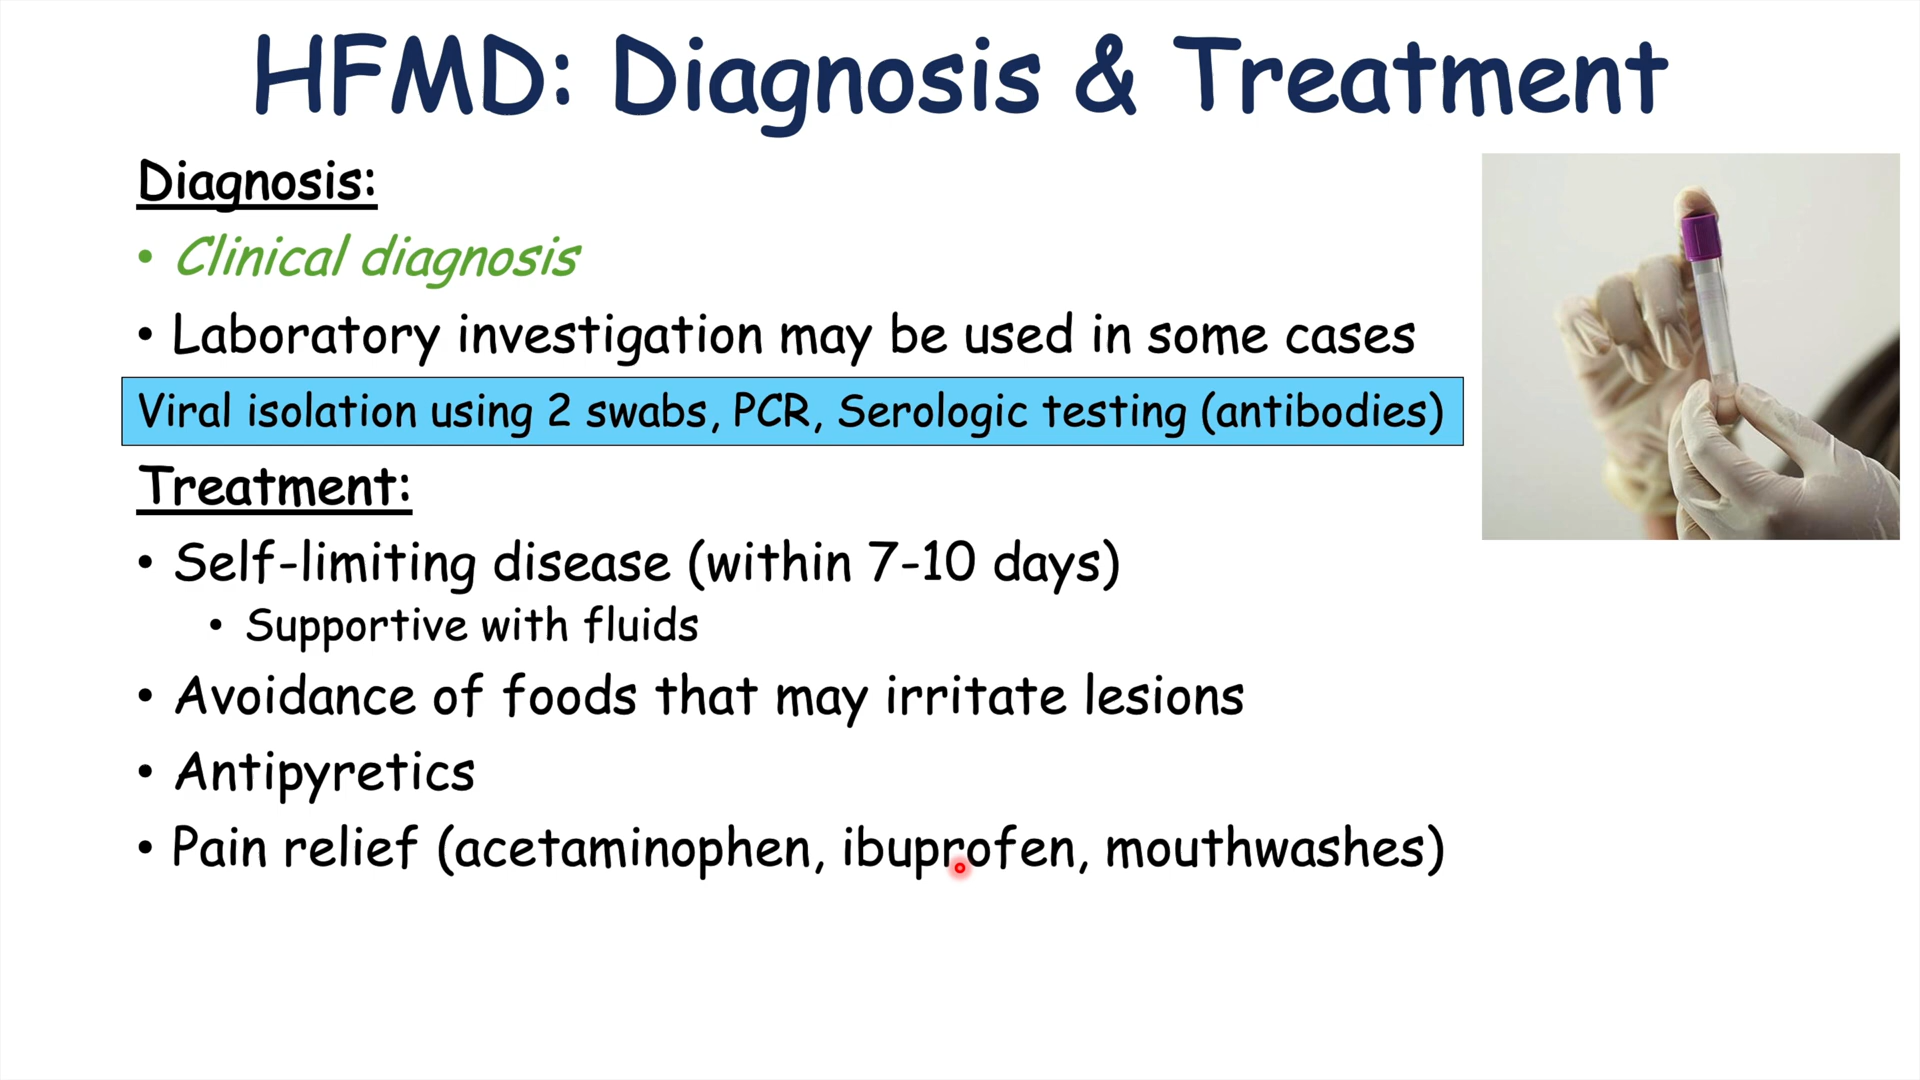 HFMD: Diagnosis & Treatment
Diagnosis:
• Clinical diagnosis
• Laboratory investigation may be used in some cases
Viral isolation using 2 swabs, PCR, Serologic testing (antibodies)
Treatment:
• Self-limiting disease (within 7-10 days)
• Supportive with fluids
• Avoidance of foods that may irritate lesions
• Antipyretics
• Pain relief (acetaminophen, ibuprofen, mouthwashes)